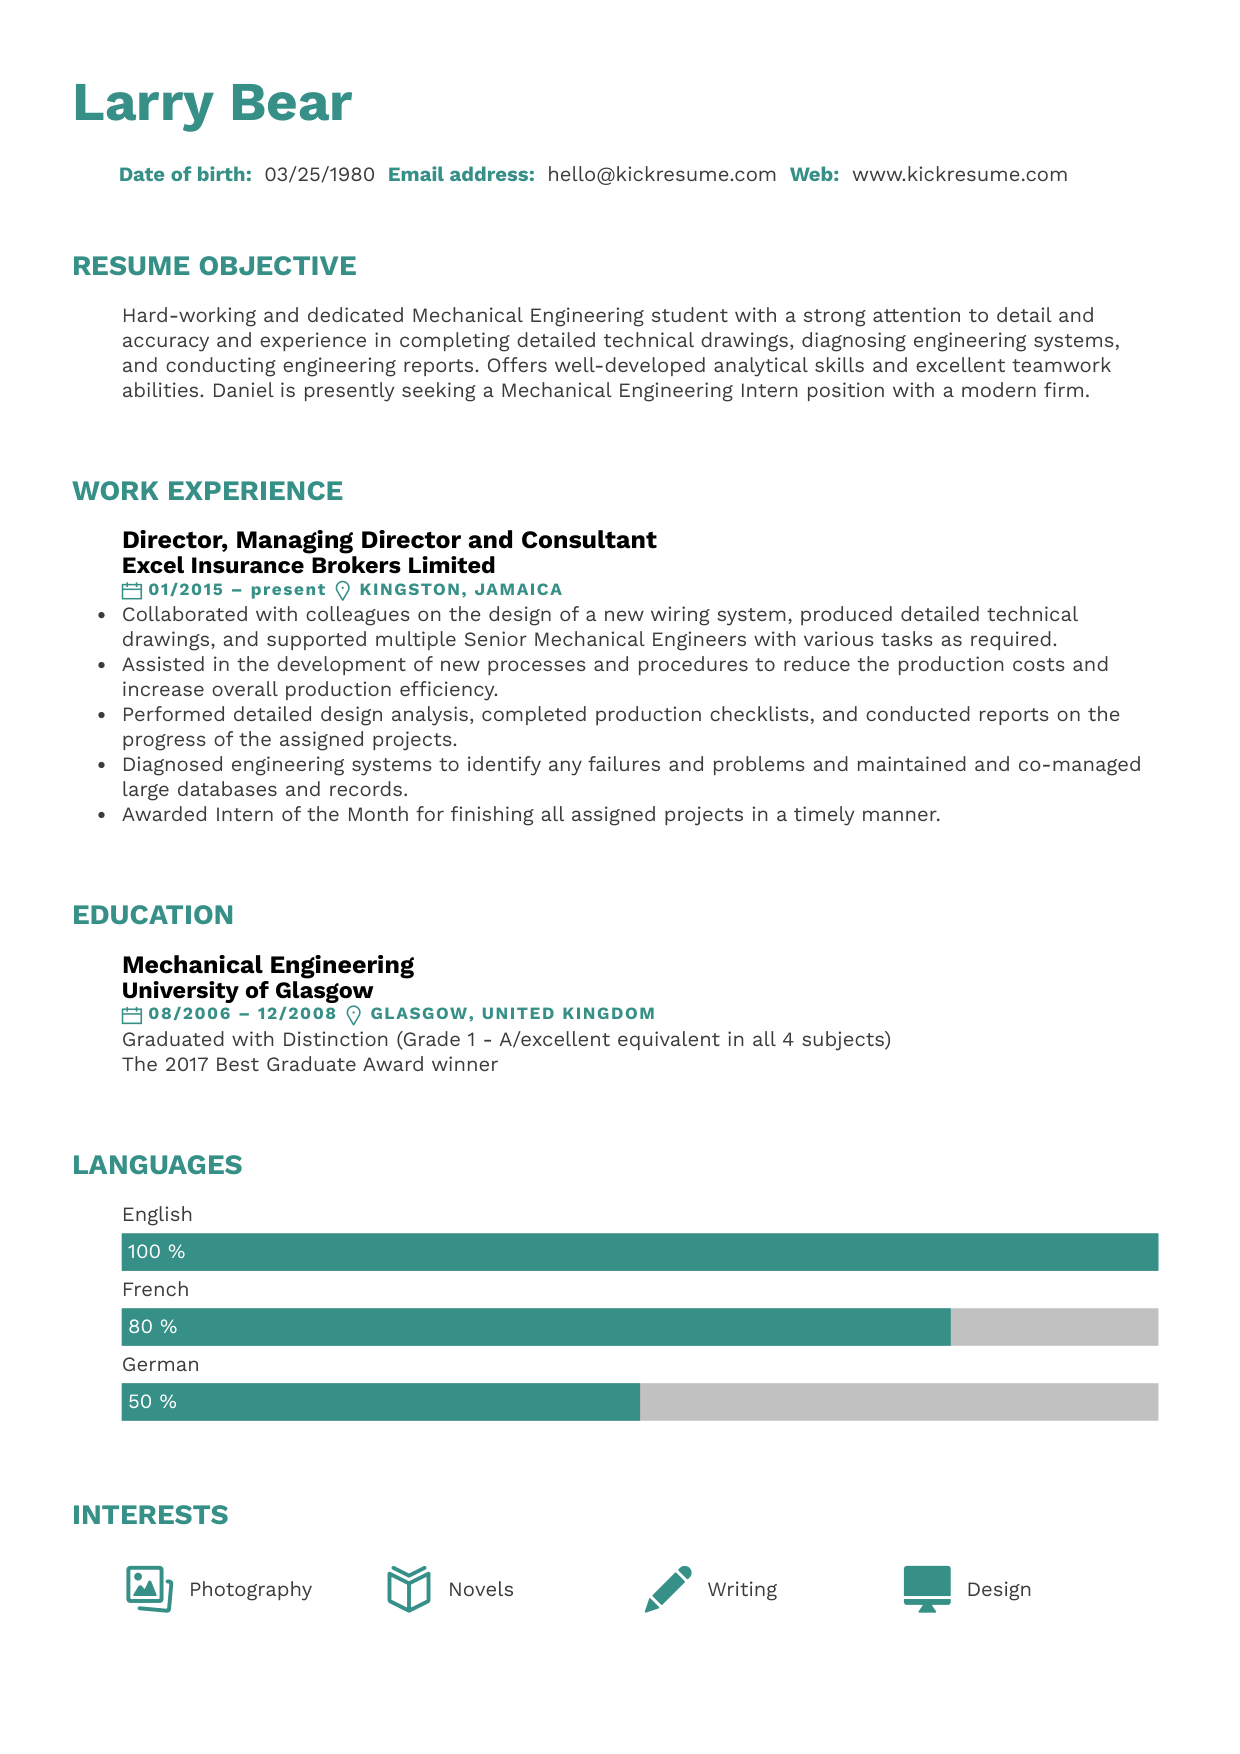 Larry Bear
Date of birth: 03/25/1980 Email address: hello@kickresume.com Web: www.kickresume.com
RESUME OBJECTIVE
Hard-working and dedicated Mechanical Engineering student with a strong attention to detail and
accuracy and experience in completing detailed technical drawings, diagnosing engineering systems,
and conducting engineering reports. Offers well-developed analytical skills and excellent teamwork
abilities. Daniel is presently seeking a Mechanical Engineering Intern position with a modern firm.
WORK EXPERIENCE
Director, Managing Director and Consultant
Excel Insurance Brokers Limited
01/2015 – present KINGSTON, JAMAICA
• Collaborated with colleagues on the design of a new wiring system, produced detailed technical
drawings, and supported multiple Senior Mechanical Engineers with various tasks as required.
• Assisted in the development of new processes and procedures to reduce the production costs and
increase overall production efficiency.
• Performed detailed design analysis, completed production checklists, and conducted reports on the
progress of the assigned projects.
• Diagnosed engineering systems to identify any failures and problems and maintained and co-managed
large databases and records.
• Awarded Intern of the Month for finishing all assigned projects in a timely manner.
EDUCATION
Mechanical Engineering
University of Glasgow
08/2006 – 12/2008 GLASGOW, UNITED KINGDOM
Graduated with Distinction (Grade 1 - A/excellent equivalent in all 4 subjects)
The 2017 Best Graduate Award winner
LANGUAGES
English
100 %
French
80 %
German
50 %
INTERESTS
Photography Novels Writing Design